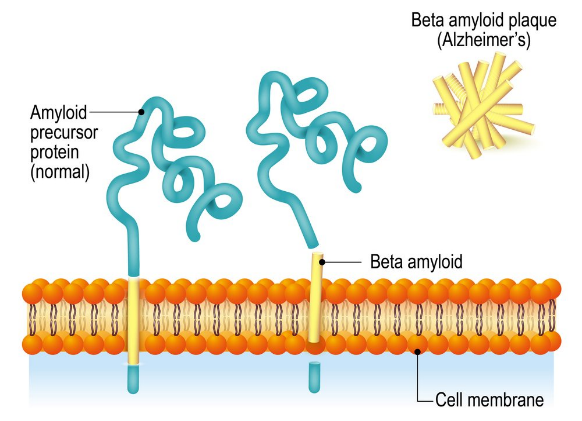 Beta amyloid plaque
(Alzheimer's)
Amyloid
precursor
protein
(normal)
Beta amyloid
Cell membrane